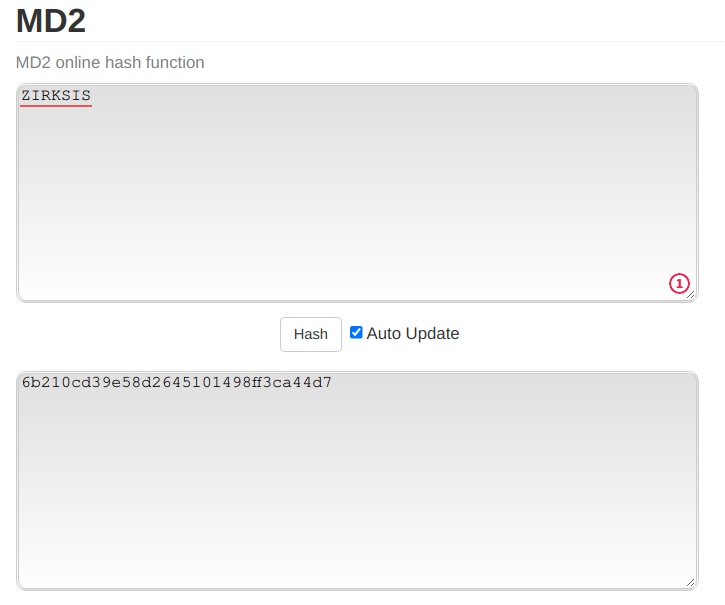 MD2
MD2 online hash function
ZIRKSIS
1
Hash Auto Update
6b210cd39e58d2645101498ff3ca44d7